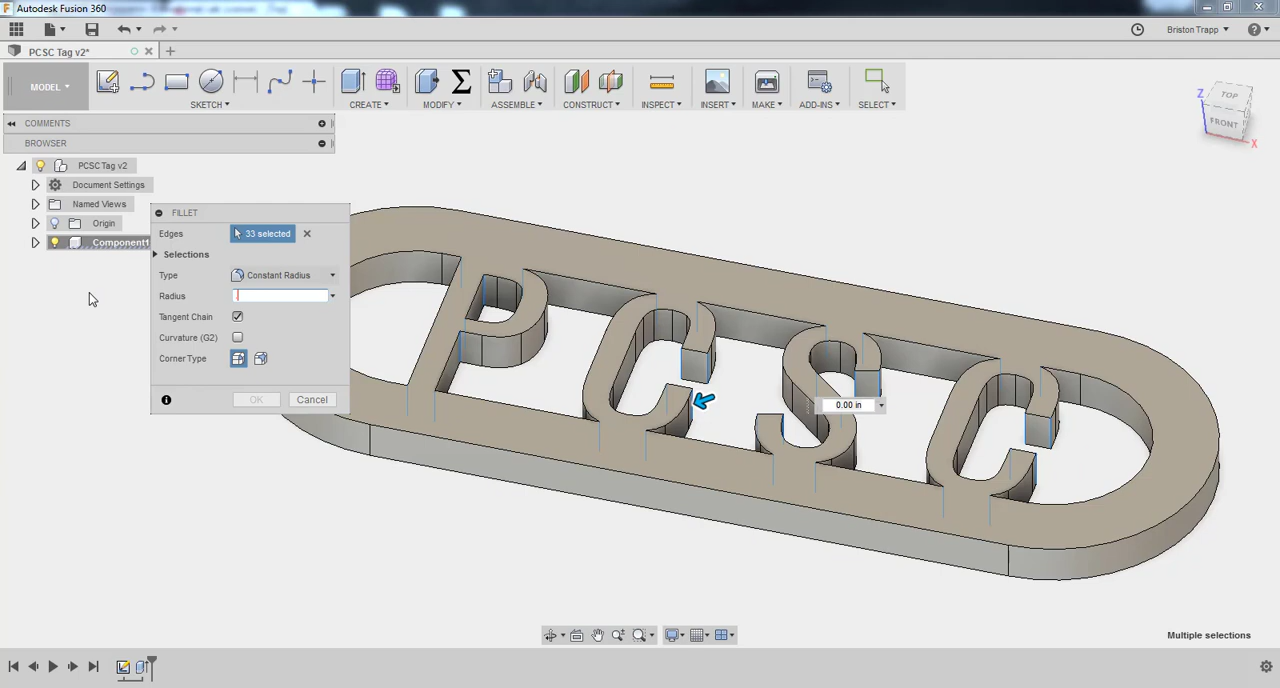 Autodesk Fusion 360
Briston Trapp
PCSC Tag v2*
MODEL
SKETCH
CREATE
MODIFY
ASSEMBLE
CONSTRUCT
INSPECT
INSERT
MAKE
ADD-INS
SELECT
TOP
FRONT
Z
X
COMMENTS
BROWSER
PCSC Tag v2
Document Settings
Named Views
Origin
Component1
FILLET
Edges 33 selected
Selections
Type Constant Radius
Radius
Tangent Chain
Curvature (G2)
Corner Type
OK Cancel
PCSC
0.00 in
Multiple selections